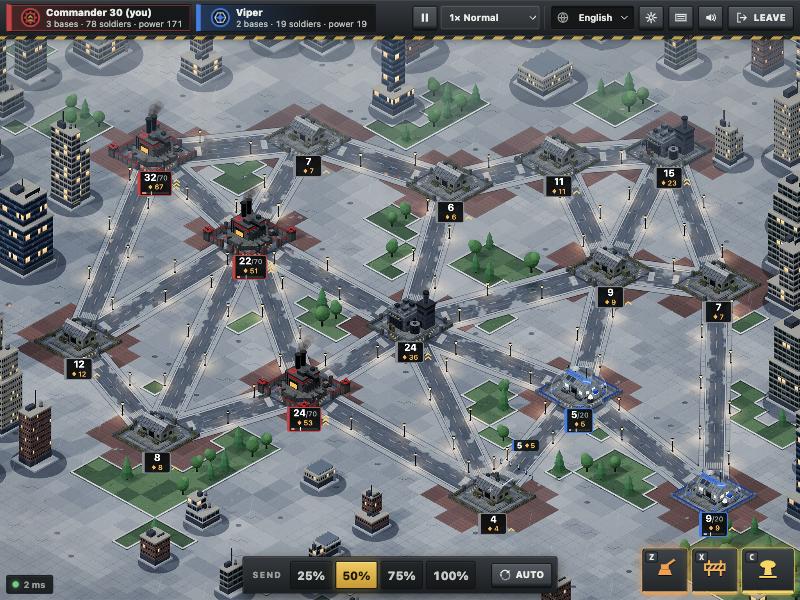 Commander 30 (you)
3 bases · 78 soldiers · power 171
Viper
2 bases · 19 soldiers · power 19
1x Normal
English
LEAVE
32/70
67
7
7
6
6
11
11
15
23
22/70
51
9
9
7
7
12
12
24
36
24/70
53
5/20
5
8
8
5 5
4
4
9/20
9
2 ms
SEND
25%
50%
75%
100%
AUTO
Z
X
C